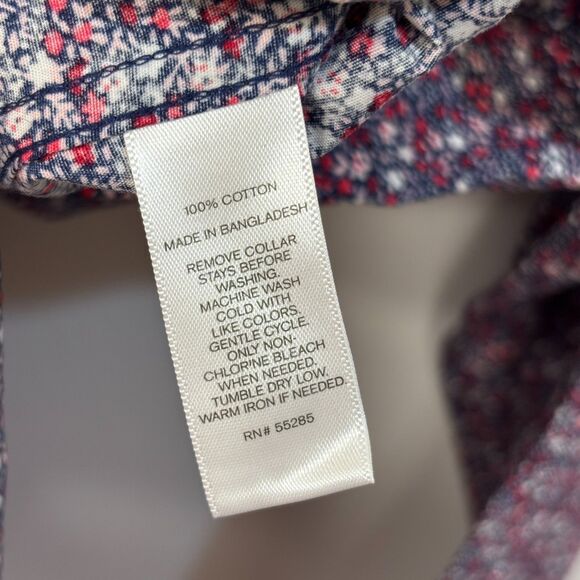 100% COTTON
MADE IN BANGLADESH
REMOVE COLLAR
STAYS BEFORE
WASHING.
MACHINE WASH
COLD WITH
LIKE COLORS.
GENTLE CYCLE.
ONLY NON-
CHLORINE BLEACH
WHEN NEEDED.
TUMBLE DRY LOW.
WARM IRON IF NEEDED.
RN# 55285